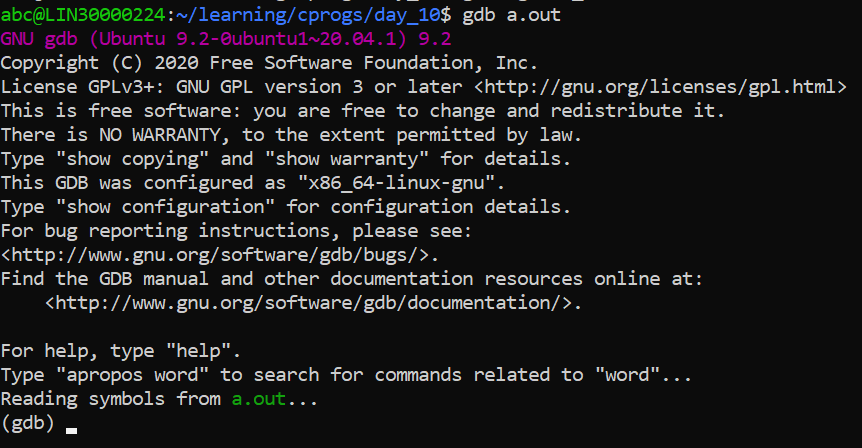 abc@LIN30000224:~/learning/cprogs/day_10$ gdb a.out
GNU gdb (Ubuntu 9.2-0ubuntu1~20.04.1) 9.2
Copyright (C) 2020 Free Software Foundation, Inc.
License GPLv3+: GNU GPL version 3 or later <http://gnu.org/licenses/gpl.html>
This is free software: you are free to change and redistribute it.
There is NO WARRANTY, to the extent permitted by law.
Type "show copying" and "show warranty" for details.
This GDB was configured as "x86_64-linux-gnu".
Type "show configuration" for configuration details.
For bug reporting instructions, please see:
<http://www.gnu.org/software/gdb/bugs/>.
Find the GDB manual and other documentation resources online at:
    <http://www.gnu.org/software/gdb/documentation/>.

For help, type "help".
Type "apropos word" to search for commands related to "word"...
Reading symbols from a.out...
(gdb)